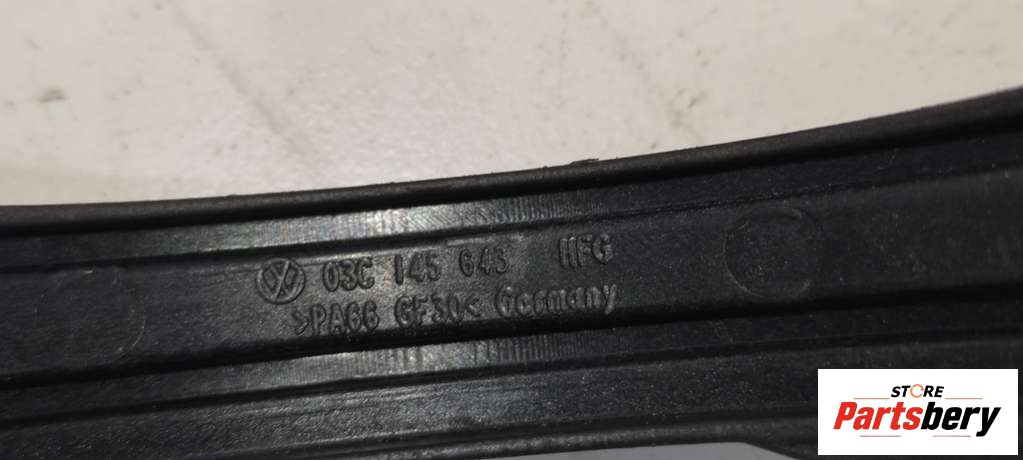 03C 145 643 HFG
>PA66 GF30< Germany
STORE
Partsbery